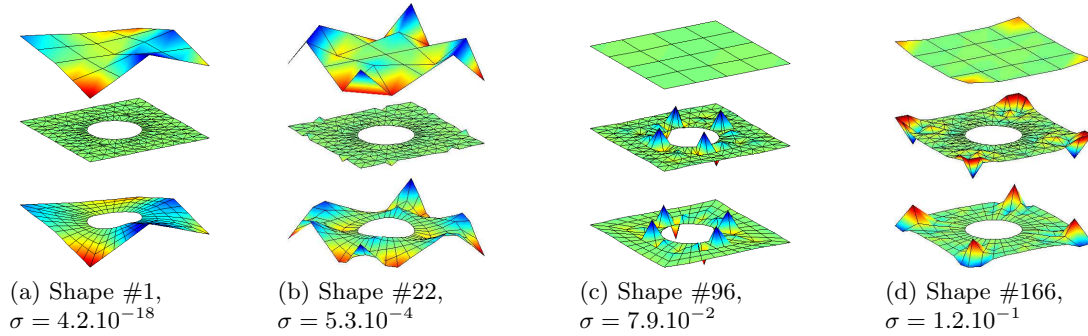 (a) Shape #1,
σ = 4.2.10⁻¹⁸
(b) Shape #22,
σ = 5.3.10⁻⁴
(c) Shape #96,
σ = 7.9.10⁻²
(d) Shape #166,
σ = 1.2.10⁻¹